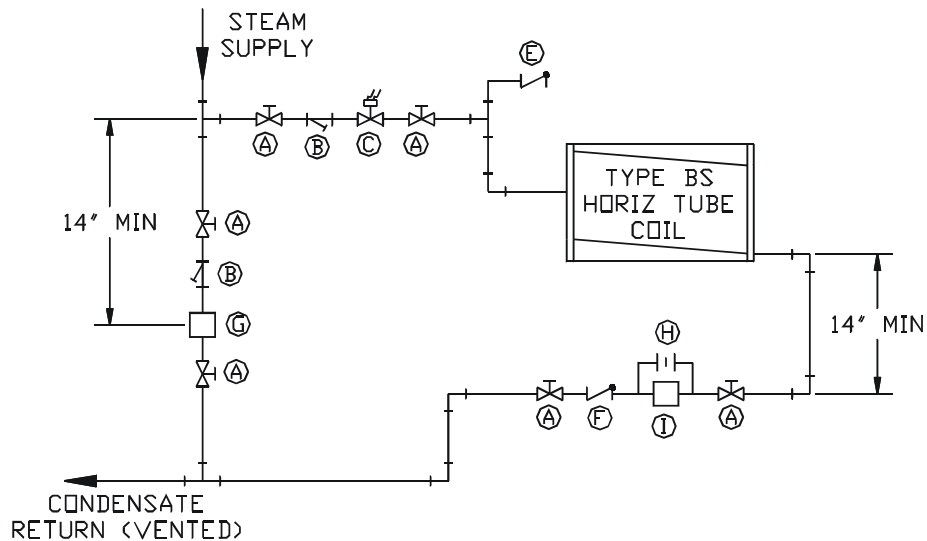 STEAM
SUPPLY
E
A
B
C
A
TYPE BS
HORIZ TUBE
COIL
14" MIN
A
B
G
A
14" MIN
H
A
F
I
A
CONDENSATE
RETURN (VENTED)